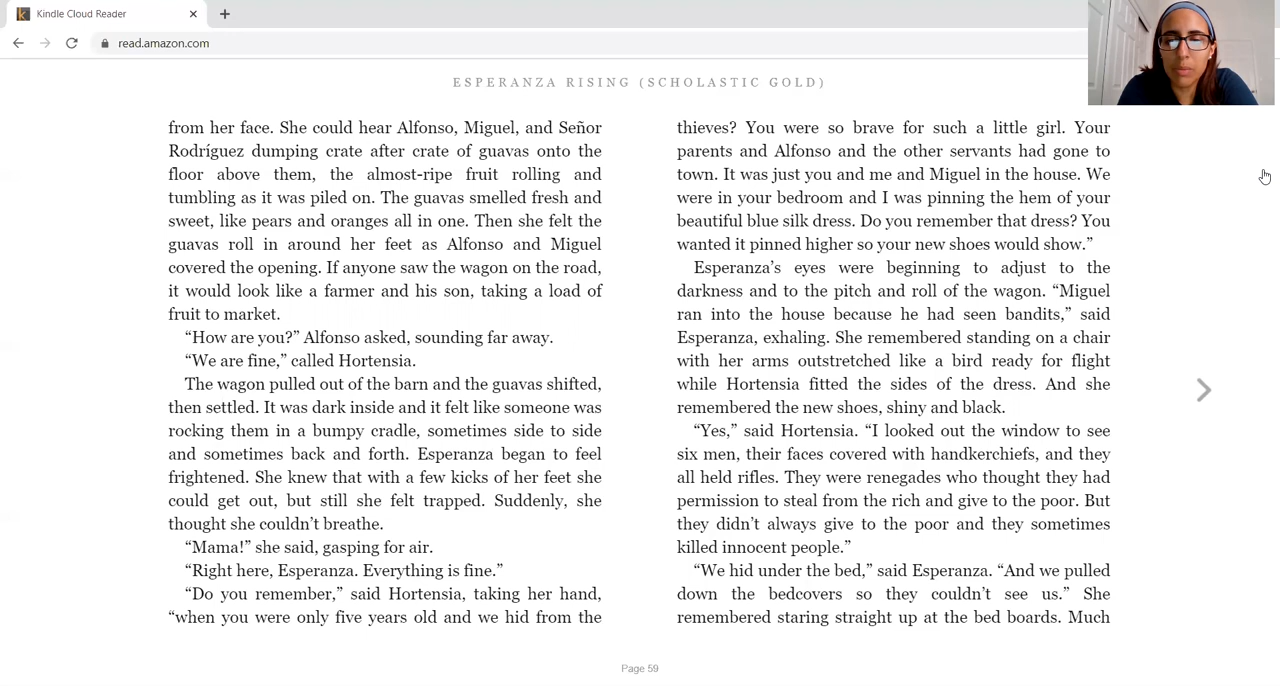 Kindle Cloud Reader
read.amazon.com
ESPERANZA RISING (SCHOLASTIC GOLD)
from her face. She could hear Alfonso, Miguel, and Señor
Rodríguez dumping crate after crate of guavas onto the
floor above them, the almost-ripe fruit rolling and
tumbling as it was piled on. The guavas smelled fresh and
sweet, like pears and oranges all in one. Then she felt the
guavas roll in around her feet as Alfonso and Miguel
covered the opening. If anyone saw the wagon on the road,
it would look like a farmer and his son, taking a load of
fruit to market.
“How are you?” Alfonso asked, sounding far away.
“We are fine,” called Hortensia.
The wagon pulled out of the barn and the guavas shifted,
then settled. It was dark inside and it felt like someone was
rocking them in a bumpy cradle, sometimes side to side
and sometimes back and forth. Esperanza began to feel
frightened. She knew that with a few kicks of her feet she
could get out, but still she felt trapped. Suddenly, she
thought she couldn’t breathe.
“Mama!” she said, gasping for air.
“Right here, Esperanza. Everything is fine.”
“Do you remember,” said Hortensia, taking her hand,
“when you were only five years old and we hid from the
thieves? You were so brave for such a little girl. Your
parents and Alfonso and the other servants had gone to
town. It was just you and me and Miguel in the house. We
were in your bedroom and I was pinning the hem of your
beautiful blue silk dress. Do you remember that dress? You
wanted it pinned higher so your new shoes would show.”
Esperanza’s eyes were beginning to adjust to the
darkness and to the pitch and roll of the wagon. “Miguel
ran into the house because he had seen bandits,” said
Esperanza, exhaling. She remembered standing on a chair
with her arms outstretched like a bird ready for flight
while Hortensia fitted the sides of the dress. And she
remembered the new shoes, shiny and black.
“Yes,” said Hortensia. “I looked out the window to see
six men, their faces covered with handkerchiefs, and they
all held rifles. They were renegades who thought they had
permission to steal from the rich and give to the poor. But
they didn’t always give to the poor and they sometimes
killed innocent people.”
“We hid under the bed,” said Esperanza. “And we pulled
down the bedcovers so they couldn’t see us.” She
remembered staring straight up at the bed boards. Much
Page 59